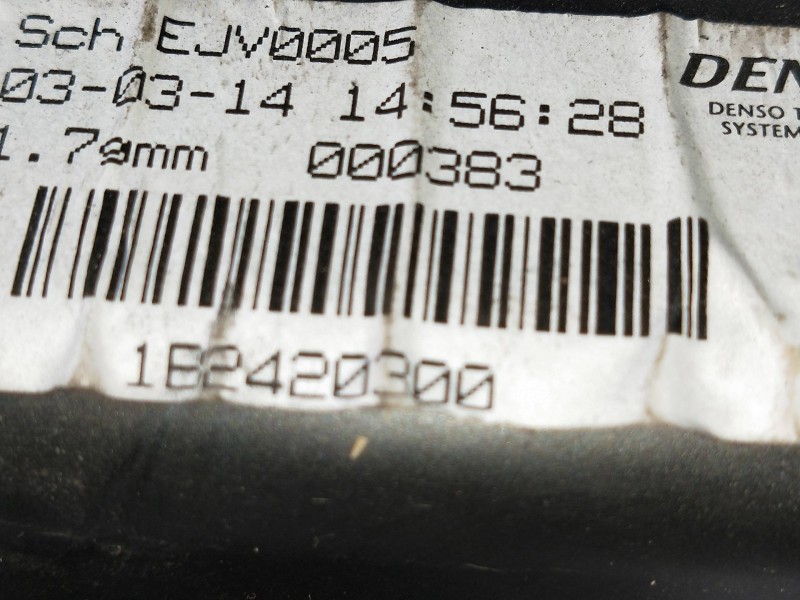 Sch EJV0005
03-03-14 14:56:28
000383
DEN
DENSO T
SYSTEM
1B2420300